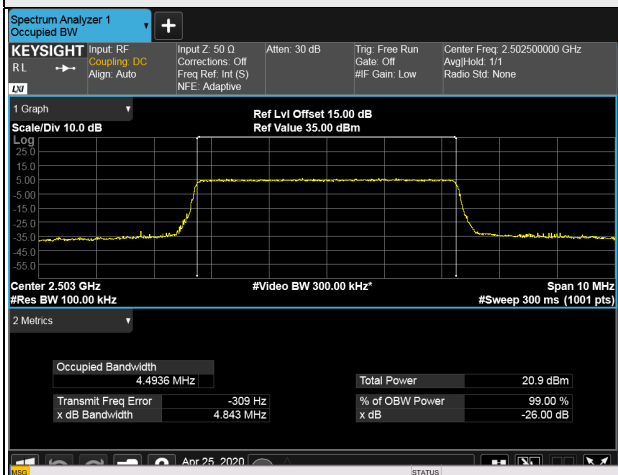 Spectrum Analyzer 1
Occupied BW
KEYSIGHT
RL
LXI
Input: RF
Coupling: DC
Align: Auto
Input Z: 50 Ω
Corrections: Off
Freq Ref: Int (S)
NFE: Adaptive
Atten: 30 dB
Trig: Free Run
Gate: Off
#IF Gain: Low
Center Freq: 2.502500000 GHz
Avg|Hold: 1/1
Radio Std: None
1 Graph
Scale/Div 10.0 dB
Ref Lvl Offset 15.00 dB
Ref Value 35.00 dBm
Log
25.0
15.0
5.00
-5.00
-15.0
-25.0
-35.0
-45.0
-55.0
Center 2.503 GHz
#Video BW 300.00 kHz*
Span 10 MHz
#Res BW 100.00 kHz
#Sweep 300 ms (1001 pts)
2 Metrics
Occupied Bandwidth
4.4936 MHz
Total Power 20.9 dBm
Transmit Freq Error -309 Hz
% of OBW Power 99.00 %
x dB Bandwidth 4.843 MHz
x dB -26.00 dB
Apr 25, 2020
MSG
STATUS